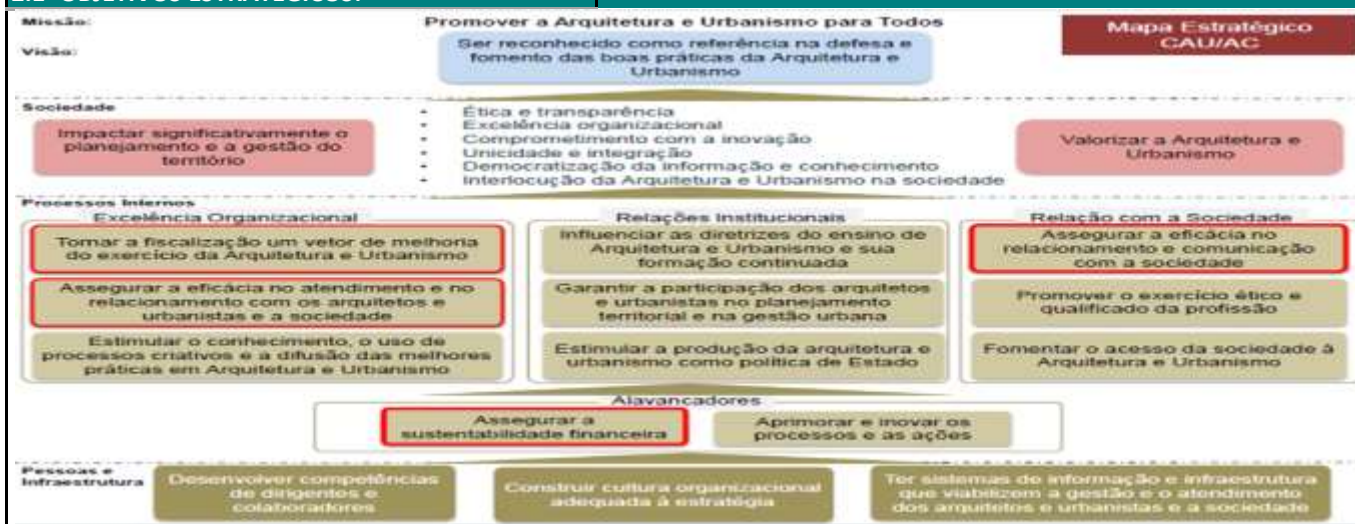 2.2 OBJETIVOS ESTRATÉGICOS:
Missão:
Promover a Arquitetura e Urbanismo para Todos
Mapa Estratégico
CAU/AC
Visão:
Ser reconhecido como referência na defesa e
fomento das boas práticas da Arquitetura e
Urbanismo
Sociedade
Impactar significativamente o
planejamento e a gestão do
território
- Ética e transparência
- Excelência organizacional
- Comprometimento com a inovação
- Unicidade e integração
- Democratização da informação e conhecimento
- Interlocução da Arquitetura e Urbanismo na sociedade
Valorizar a Arquitetura e
Urbanismo
Processos Internos
Excelência Organizacional
Tornar a fiscalização um vetor de melhoria
do exercício da Arquitetura e Urbanismo
Assegurar a eficácia no atendimento e no
relacionamento com os arquitetos e
urbanistas e a sociedade
Estimular o conhecimento, o uso de
processos criativos e a difusão das melhores
práticas em Arquitetura e Urbanismo
Relações Institucionais
Influenciar as diretrizes do ensino de
Arquitetura e Urbanismo e sua
formação continuada
Garantir a participação dos arquitetos
e urbanistas no planejamento
territorial e na gestão urbana
Estimular a produção da arquitetura e
urbanismo como política de Estado
Relação com a Sociedade
Assegurar a eficácia no
relacionamento e comunicação
com a sociedade
Promover o exercício ético e
qualificado da profissão
Fomentar o acesso da sociedade à
Arquitetura e Urbanismo
Alavancadores
Assegurar a
sustentabilidade financeira
Aprimorar e inovar os
processos e as ações
Pessoas e
Infraestrutura
Desenvolver competências
de dirigentes e
colaboradores
Construir cultura organizacional
adequada à estratégia
Ter sistemas de informação e infraestrutura
que viabilizem a gestão e o atendimento
dos arquitetos e urbanistas e a sociedade